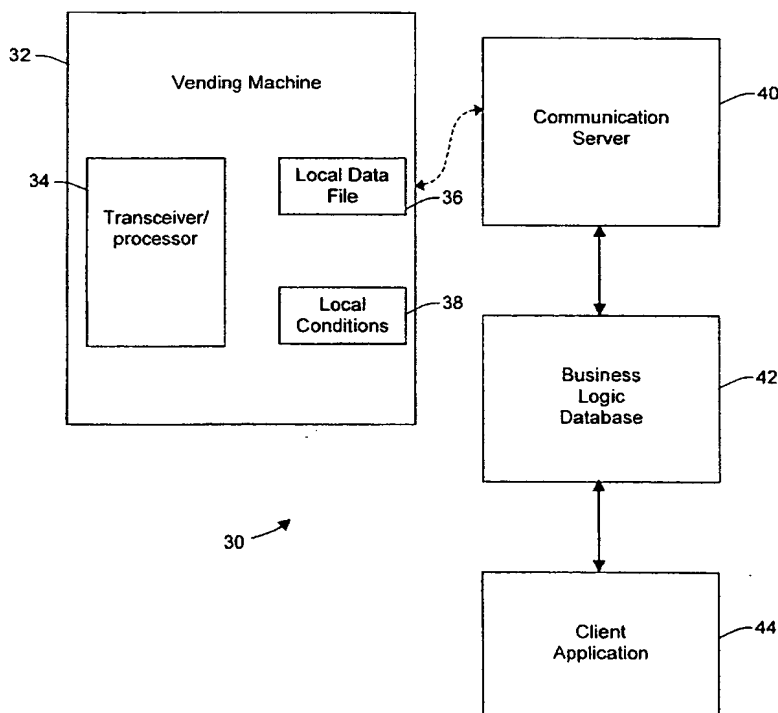 32
Vending Machine
34
Transceiver/
processor
Local Data
File
36
Local
Conditions
38
30
Communication
Server
40
Business
Logic
Database
42
Client
Application
44